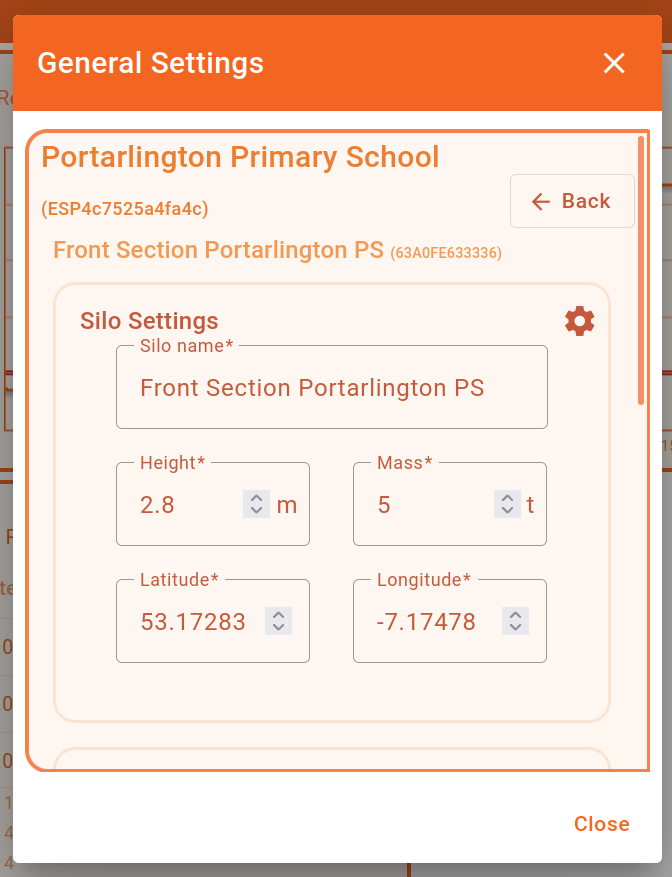 General Settings
Portarlington Primary School
(ESP4c7525a4fa4c)
Back
Front Section Portarlington PS (63A0FE633336)
Silo Settings
Silo name*
Front Section Portarlington PS
Height*
Mass*
2.8 m
5 t
Latitude*
Longitude*
53.17283
-7.17478
Close